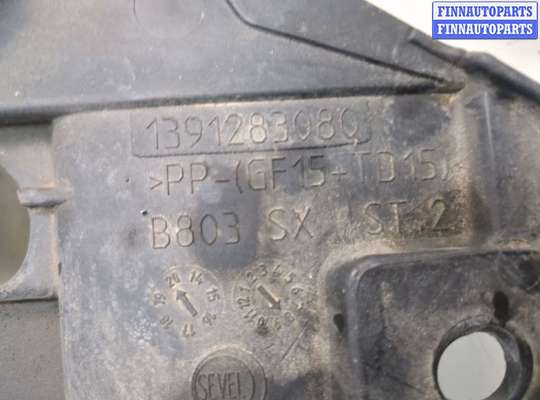 FINNAUTOPARTS
FINNAUTOPARTS
1391283080
>PP-(GF15+TD15)
B803 SX ST 2
SEVEL